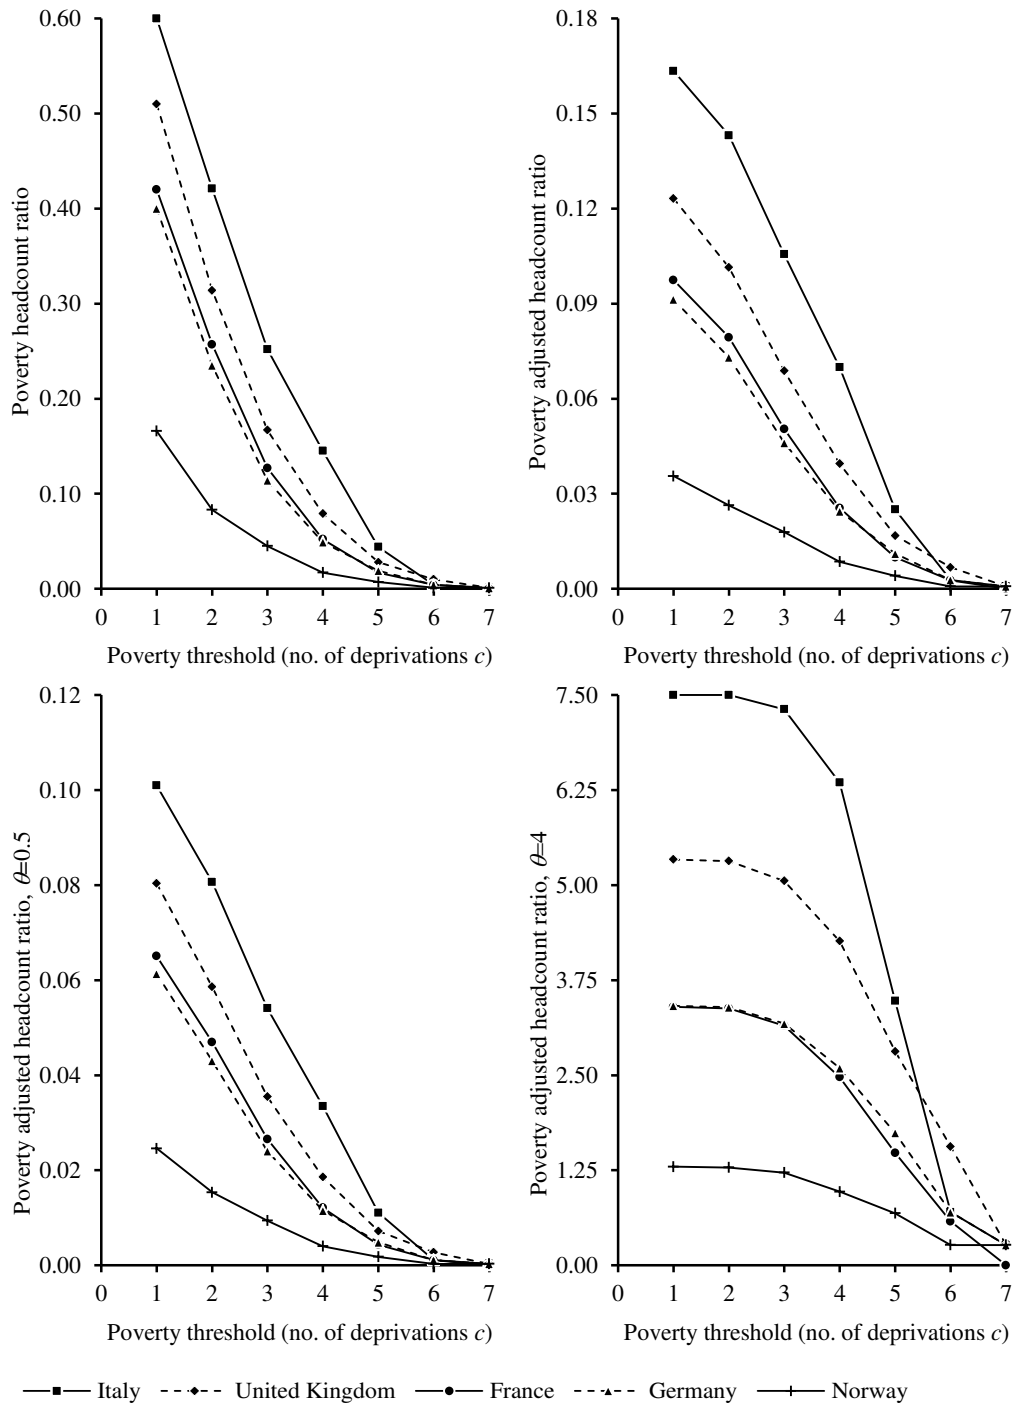 Poverty headcount ratio
0.60
0.50
0.40
0.30
0.20
0.10
0.00
0 1 2 3 4 5 6 7
Poverty threshold (no. of deprivations c)
Poverty adjusted headcount ratio
0.18
0.15
0.12
0.09
0.06
0.03
0.00
0 1 2 3 4 5 6 7
Poverty threshold (no. of deprivations c)
Poverty adjusted headcount ratio, θ=0.5
0.12
0.10
0.08
0.06
0.04
0.02
0.00
0 1 2 3 4 5 6 7
Poverty threshold (no. of deprivations c)
Poverty adjusted headcount ratio, θ=4
7.50
6.25
5.00
3.75
2.50
1.25
0.00
0 1 2 3 4 5 6 7
Poverty threshold (no. of deprivations c)
Italy United Kingdom France Germany Norway